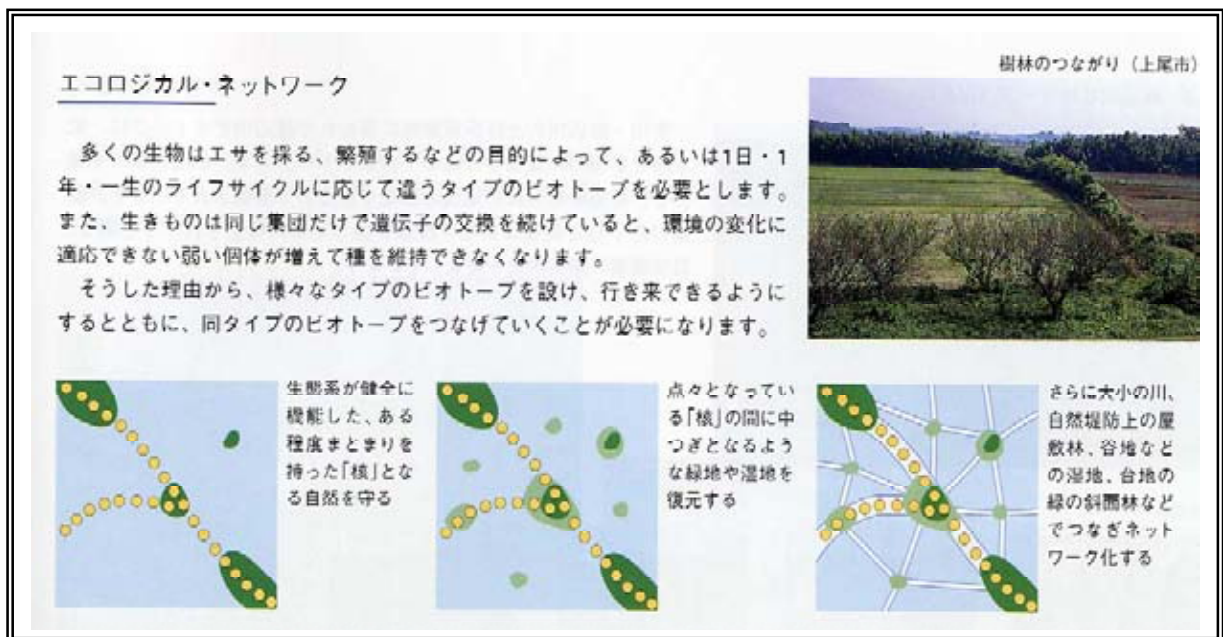 エコロジカル・ネットワーク
樹林のつながり（上尾市）
多くの生物はエサを採る、繁殖するなどの目的によって、あるいは1日・1
年・一生のライフサイクルに応じて違うタイプのビオトープを必要とします。
また、生きものは同じ集団だけで遺伝子の交換を続けていると、環境の変化に
適応できない弱い個体が増えて種を維持できなくなります。
そうした理由から、様々なタイプのビオトープを設け、行き来できるように
するとともに、同タイプのビオトープをつなげていくことが必要になります。
生態系が健全に
機能した、ある
程度まとまりを
持った「核」とな
る自然を守る
点々となってい
る「核」の間に中
つぎとなるよう
な緑地や湿地を
復元する
さらに大小の川、
自然堤防上の屋
敷林、谷地など
の湿地、台地の
緑の斜面林など
でつなぎネット
ワーク化する